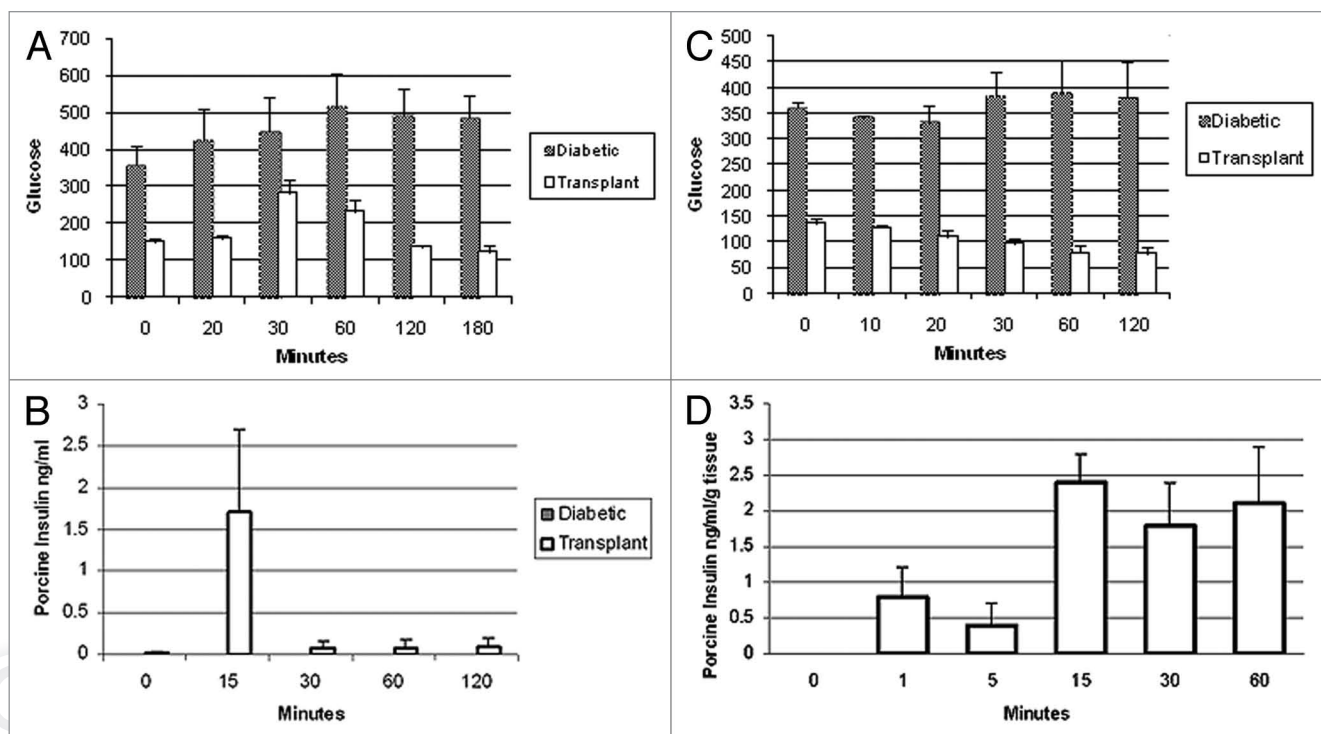 A
700
600
500
400
300
200
100
0
Glucose
0 20 30 60 120 180
Minutes
Diabetic
Transplant
C
500
450
400
350
300
250
200
150
100
50
0
Glucose
0 10 20 30 60 120
Minutes
Diabetic
Transplant
B
3
2.5
2
1.5
1
0.5
0
Porcine Insulin ng/ml
0 15 30 60 120
Minutes
Diabetic
Transplant
D
3.5
3
2.5
2
1.5
1
0.5
0
Porcine Insulin ng/ml/g tissue
0 1 5 15 30 60
Minutes